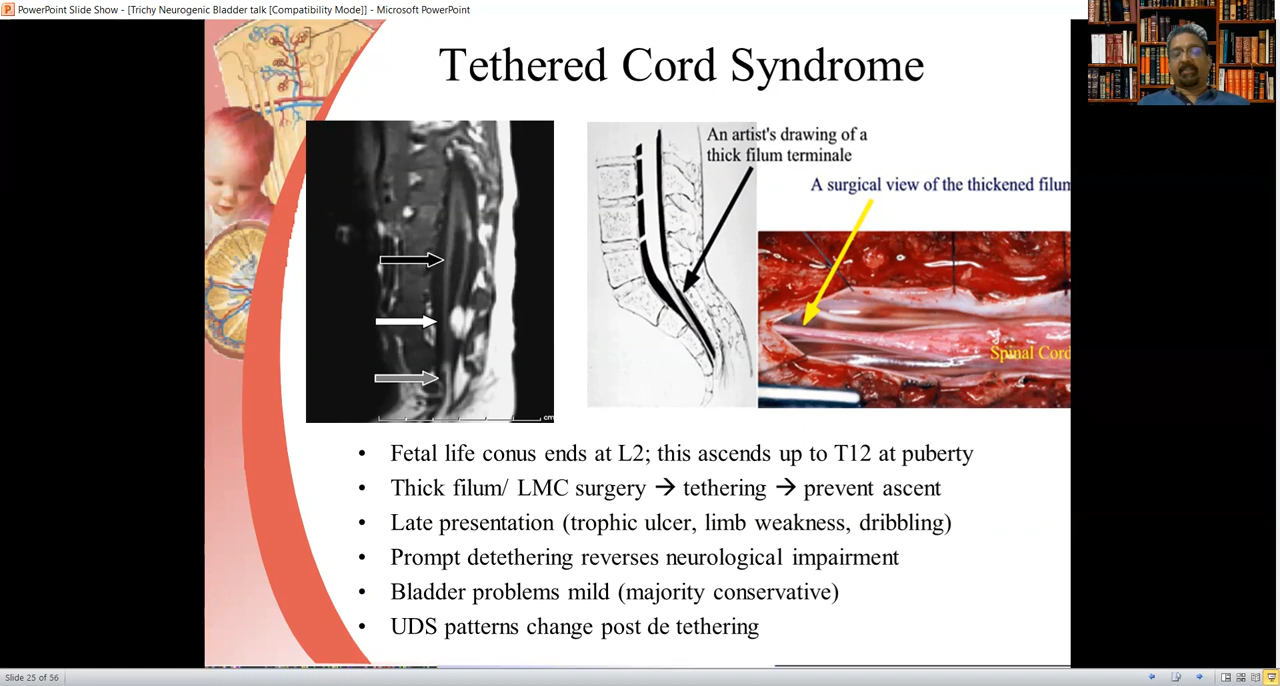 PowerPoint Slide Show - [Trichy Neurogenic Bladder talk [Compatibility Mode]] - Microsoft PowerPoint
Tethered Cord Syndrome
An artist's drawing of a
thick filum terminale
A surgical view of the thickened filum
Spinal Cord
cm
• Fetal life conus ends at L2; this ascends up to T12 at puberty
• Thick filum/ LMC surgery → tethering → prevent ascent
• Late presentation (trophic ulcer, limb weakness, dribbling)
• Prompt detethering reverses neurological impairment
• Bladder problems mild (majority conservative)
• UDS patterns change post de tethering
Slide 25 of 56